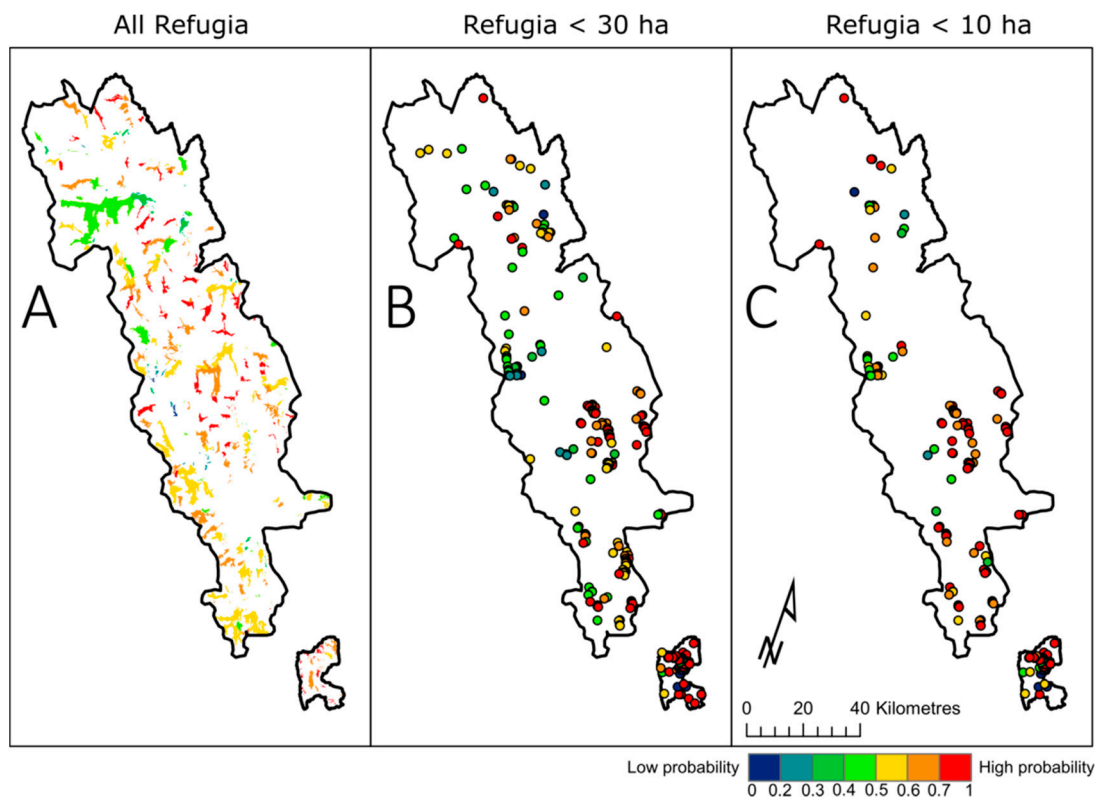 All Refugia
Refugia < 30 ha
Refugia < 10 ha
A
B
C
N
0 20 40 Kilometres
Low probability
High probability
0 0.2 0.3 0.4 0.5 0.6 0.7 1